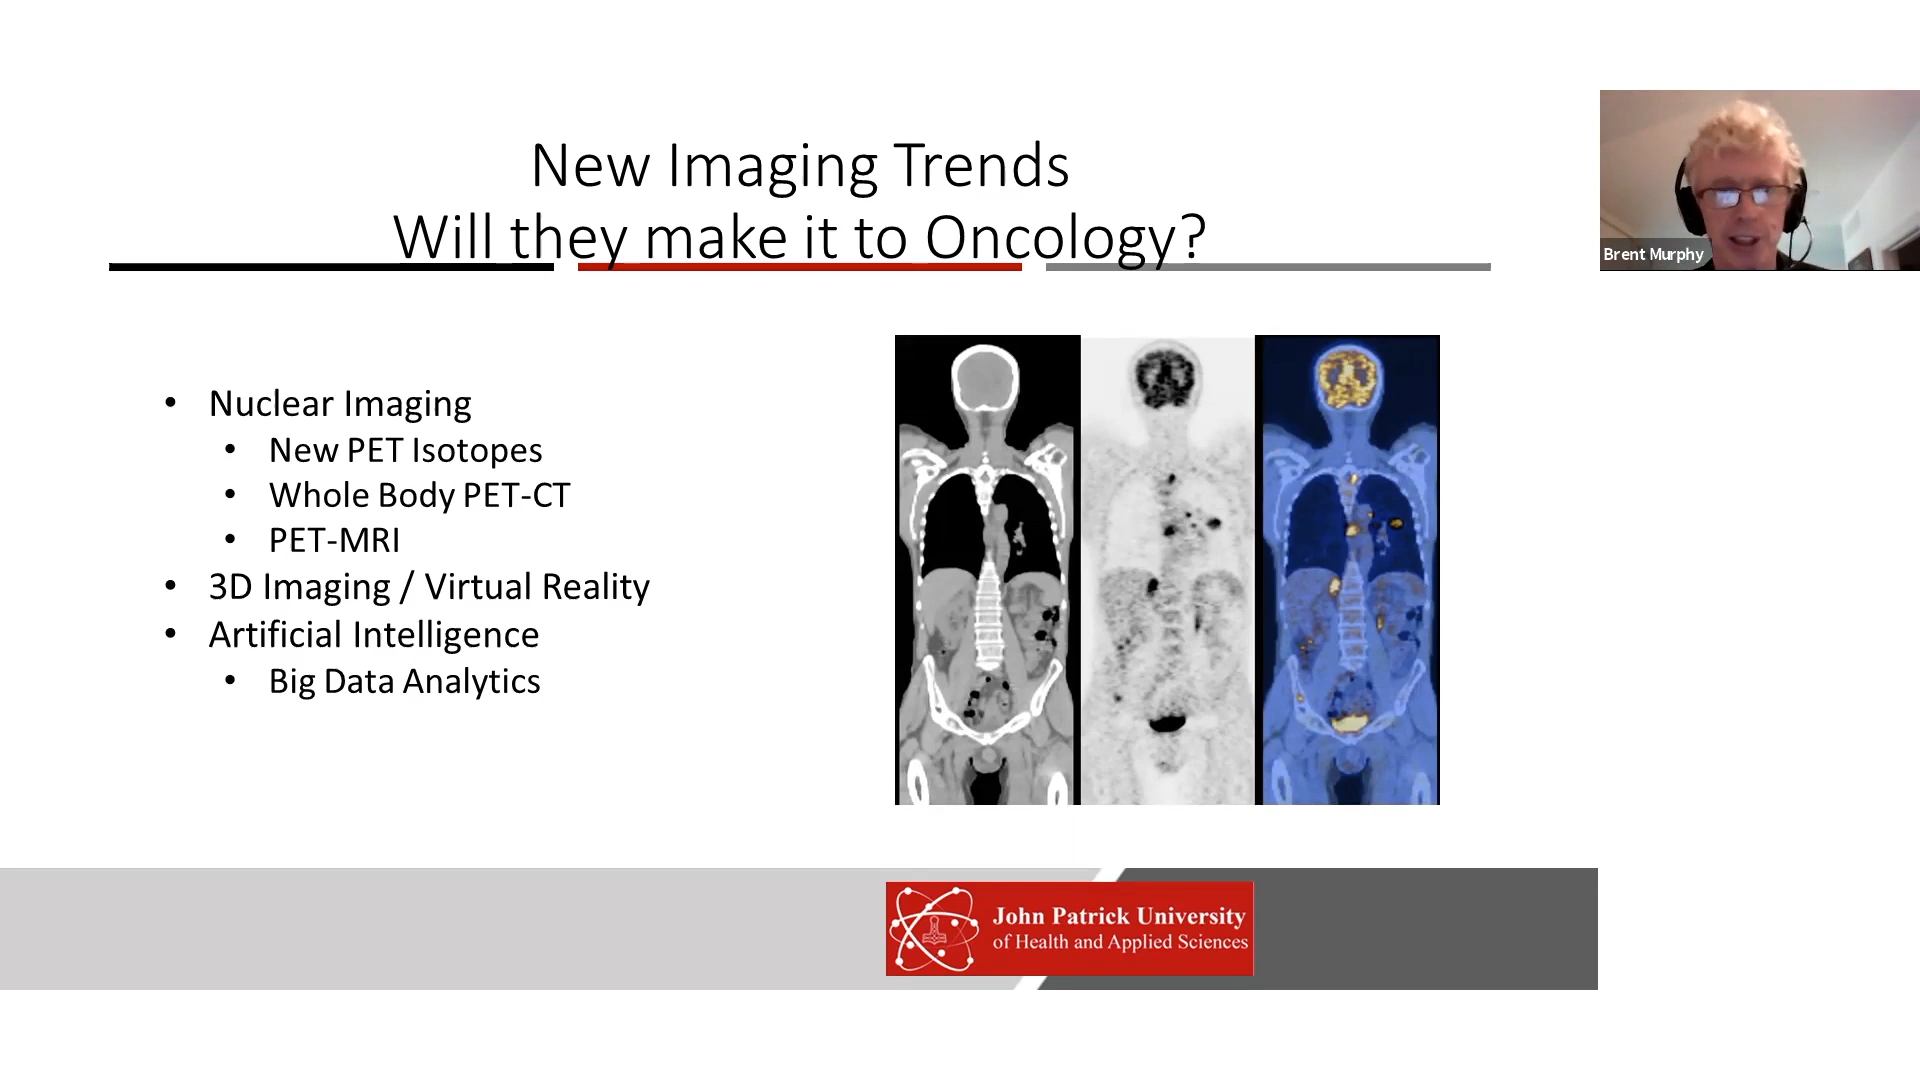 New Imaging Trends
Will they make it to Oncology?
Brent Murphy
• Nuclear Imaging
• New PET Isotopes
• Whole Body PET-CT
• PET-MRI
• 3D Imaging / Virtual Reality
• Artificial Intelligence
• Big Data Analytics
John Patrick University
of Health and Applied Sciences